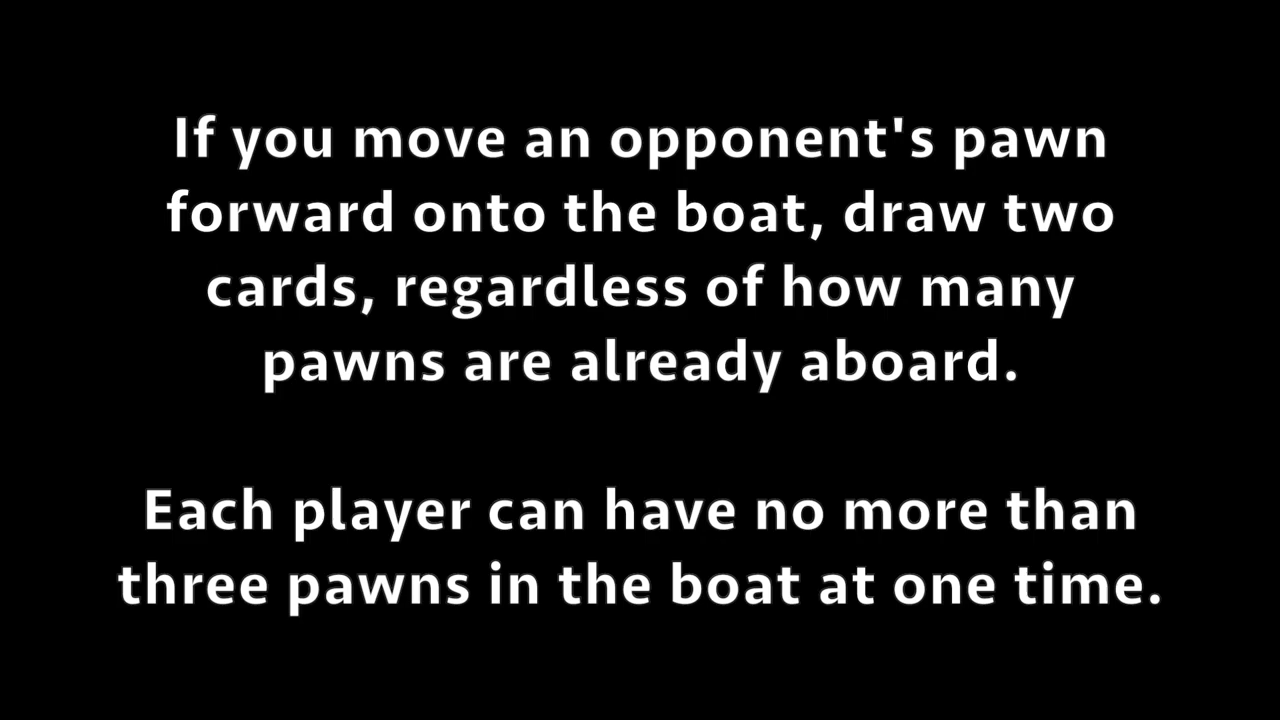 If you move an opponent's pawn
forward onto the boat, draw two
cards, regardless of how many
pawns are already aboard.
Each player can have no more than
three pawns in the boat at one time.